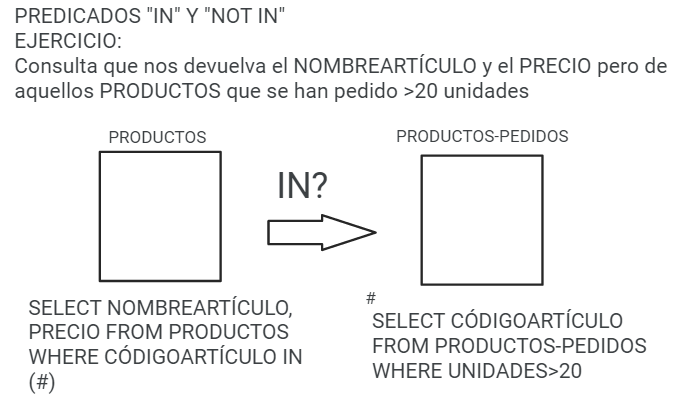 PREDICADOS "IN" Y "NOT IN"
EJERCICIO:
Consulta que nos devuelva el NOMBREARTÍCULO y el PRECIO pero de
aquellos PRODUCTOS que se han pedido >20 unidades
PRODUCTOS
PRODUCTOS-PEDIDOS
IN?
SELECT NOMBREARTÍCULO,
PRECIO FROM PRODUCTOS
WHERE CÓDIGOARTÍCULO IN
(#)
#
SELECT CÓDIGOARTÍCULO
FROM PRODUCTOS-PEDIDOS
WHERE UNIDADES>20